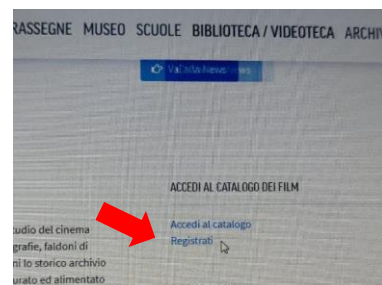 RASSEGNE MUSEO SCUOLE BIBLIOTECA / VIDEOTECA ARCHIV
ACCEDI AL CATALOGO DEI FILM
Accedi al catalogo
Registrati
tudio del cinema
grafie, faldoni di
ni lo storico archivio
urato ed alimentato